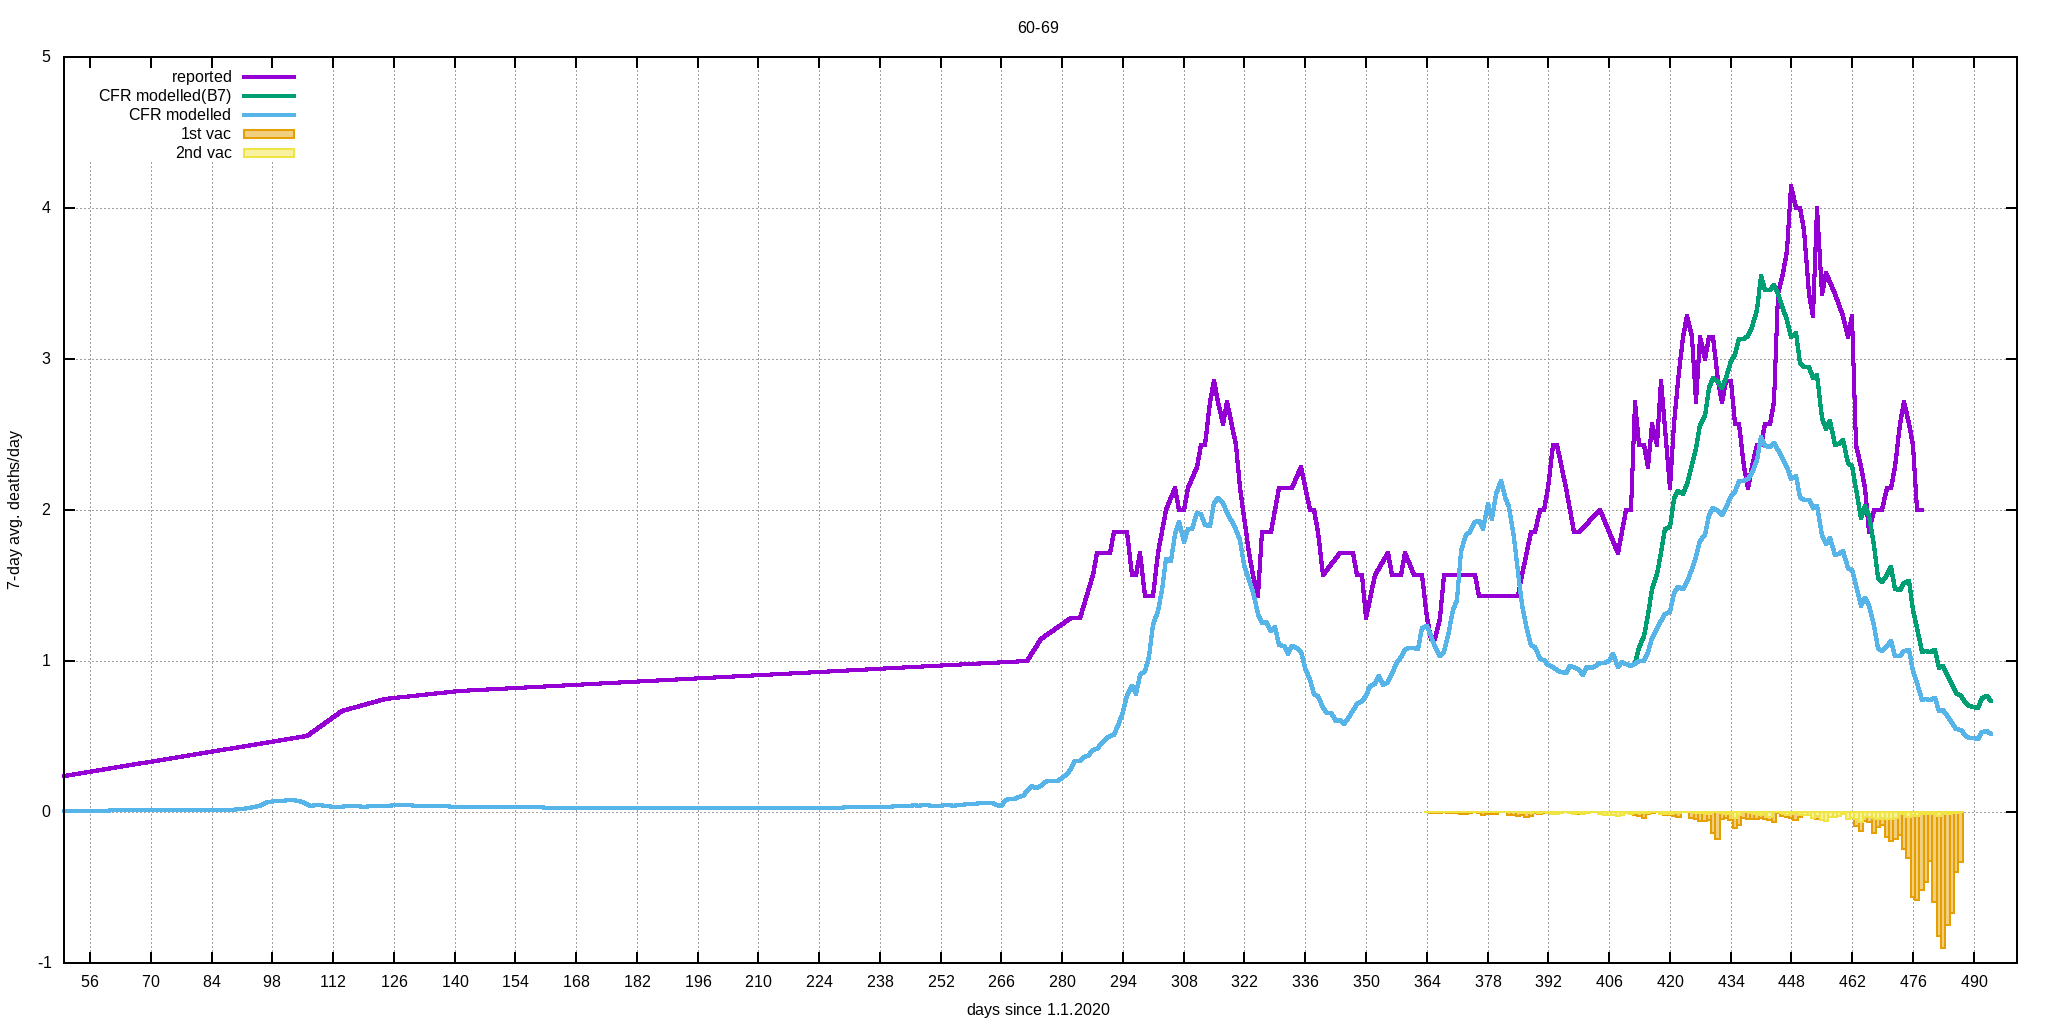 60-69
5
4
3
2
1
0
-1
7-day avg. deaths/day
reported
CFR modelled(B7)
CFR modelled
1st vac
2nd vac
56 70 84 98 112 126 140 154 168 182 196 210 224 238 252 266 280 294 308 322 336 350 364 378 392 406 420 434 448 462 476 490
days since 1.1.2020